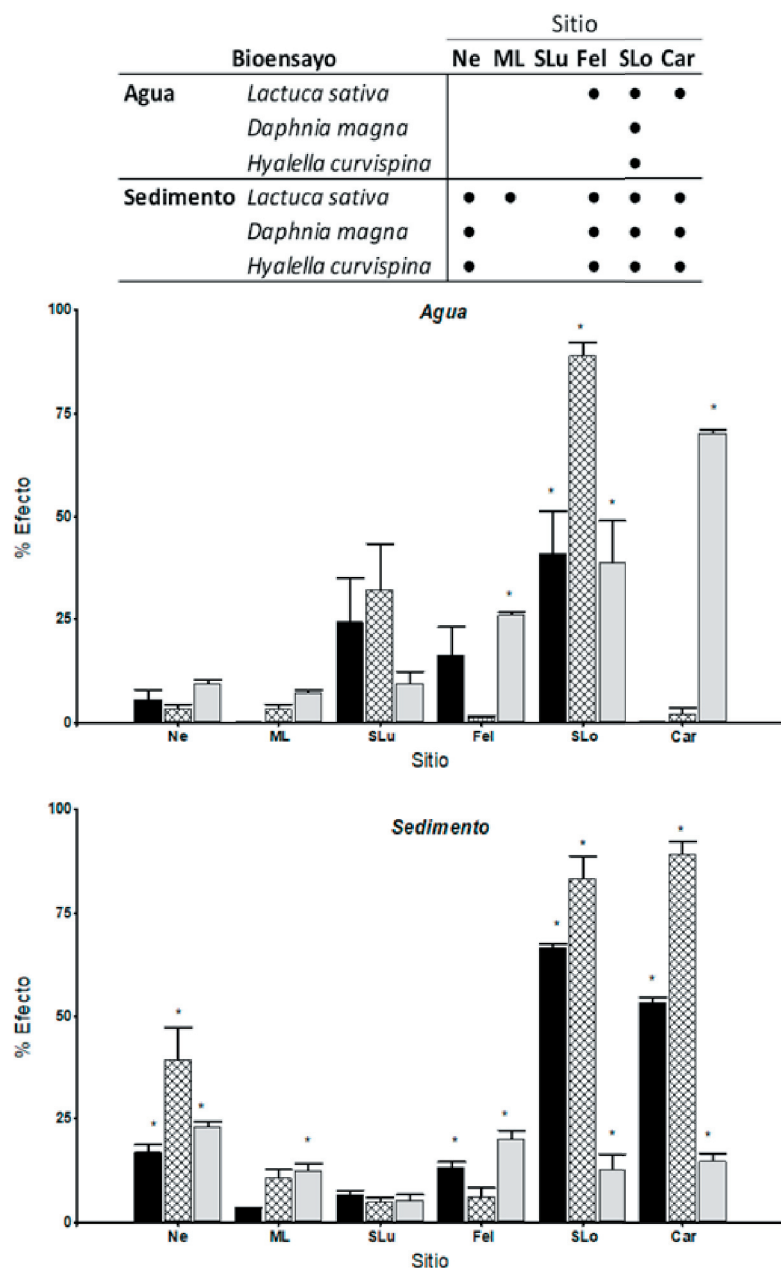 Sitio
Bioensayo Ne ML SLu Fel SLo Car
Agua Lactuca sativa • • •
Daphnia magna •
Hyalella curvispina •
Sedimento Lactuca sativa • • • • •
Daphnia magna • • • •
Hyalella curvispina • • • •
Agua
100
75
50
25
0
% Efecto
* * * * *
Ne ML SLu Fel SLo Car
Sitio
Sedimento
100
75
50
25
0
% Efecto
* * * * * * * * * * * *
Ne ML SLu Fel SLo Car
Sitio